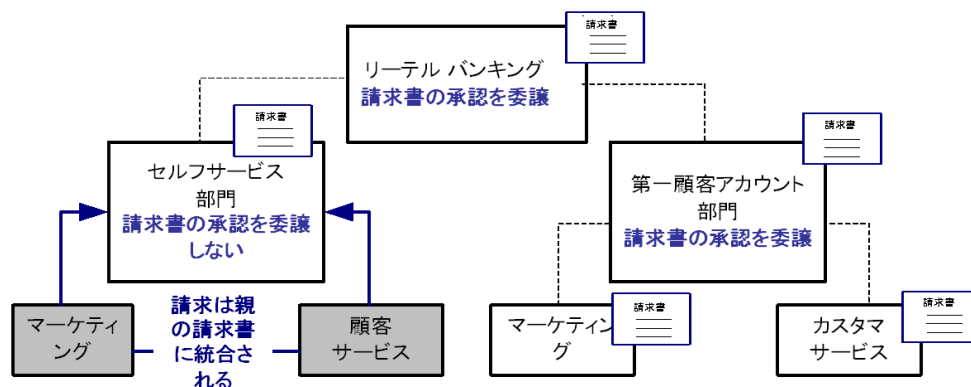 請求書
リーテル バンキング
請求書の承認を委譲
請求書
セルフサービス
部門
請求書の承認を委譲
しない
請求書
第一顧客アカウント
部門
請求書の承認を委譲
マーケティ
ング
請求は親
の請求書
に統合さ
れる
顧客
サービス
請求書
マーケティン
グ
請求書
カスタマ
サービス